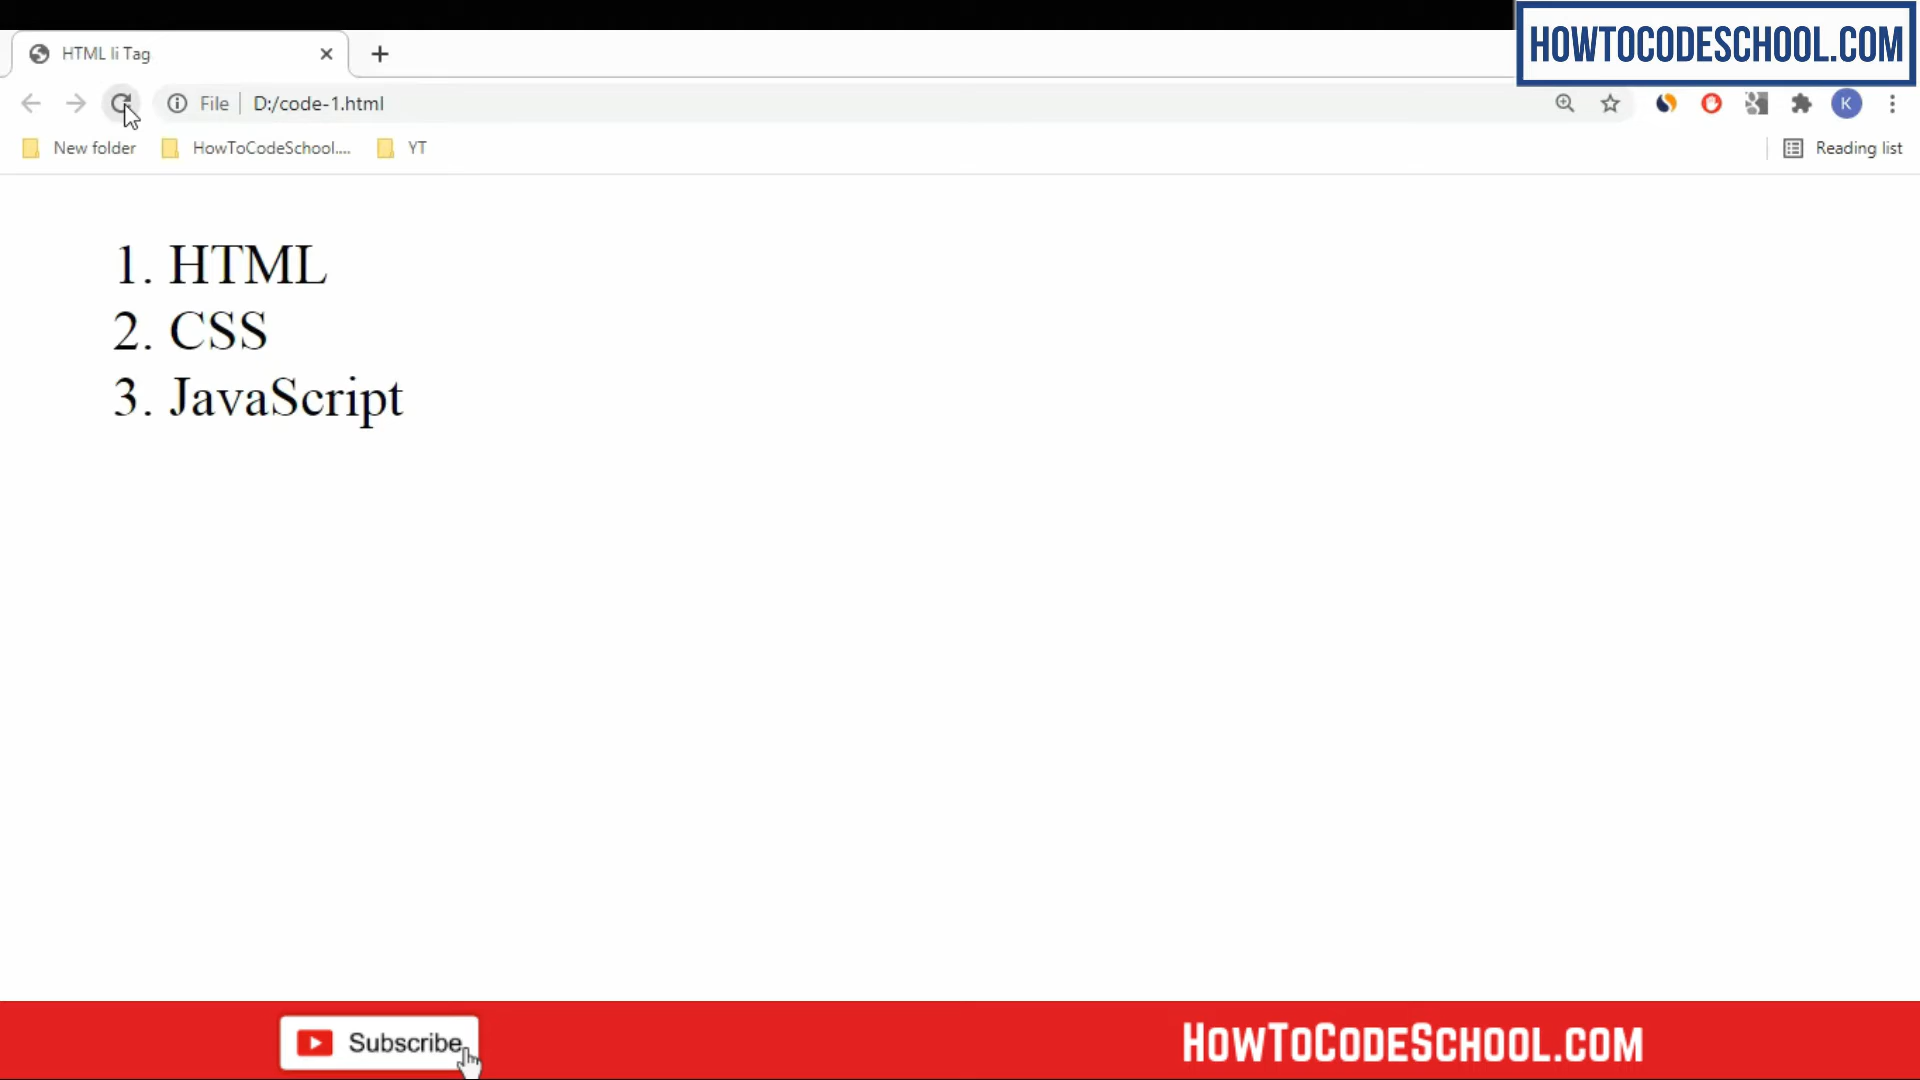 HOWTOCODESCHOOL.COM
HTML li Tag
File D:/code-1.html
K
New folder HowToCodeSchool.... YT Reading list
1. HTML
2. CSS
3. JavaScript
Subscribe HowToCodeSchool.com